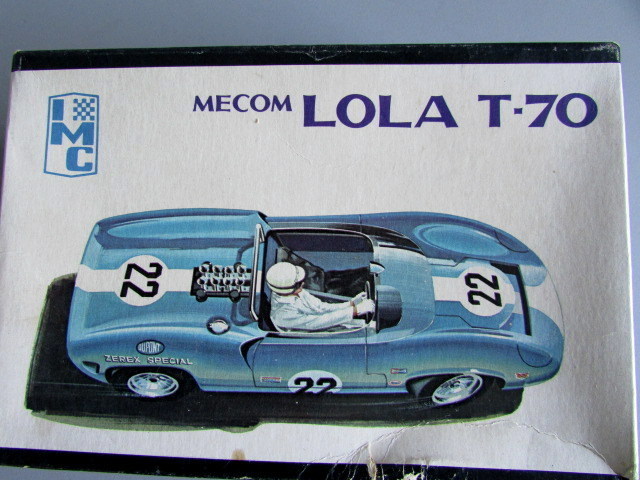 IMC
MECOM LOLA T-70
22
22
DUPONT
ZEREX SPECIAL
22